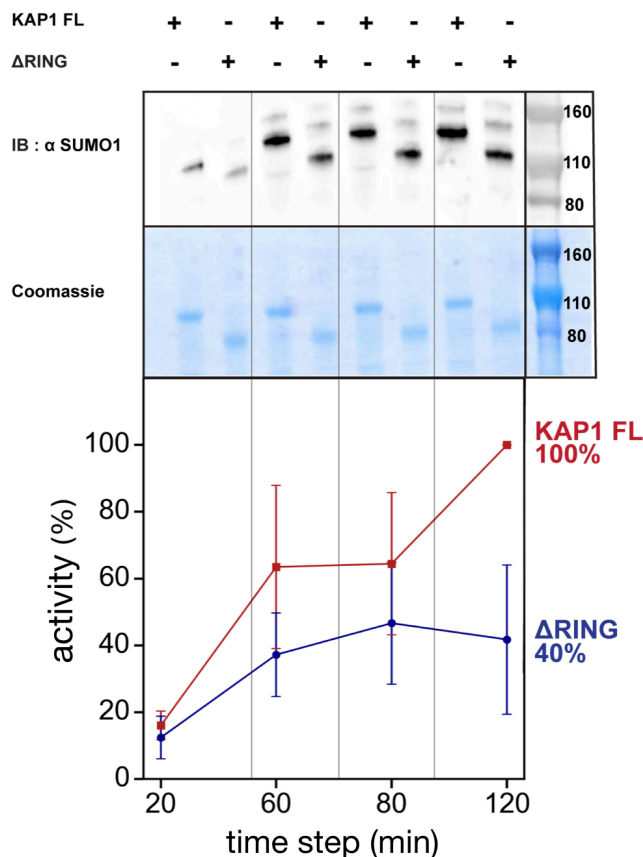 KAP1 FL + - + - + - + -
ΔRING - + - + - + - +
IB : α SUMO1
160
110
80
Coomassie
160
110
80
activity (%)
100
80
60
40
20
0
KAP1 FL
100%
ΔRING
40%
20 60 80 120
time step (min)